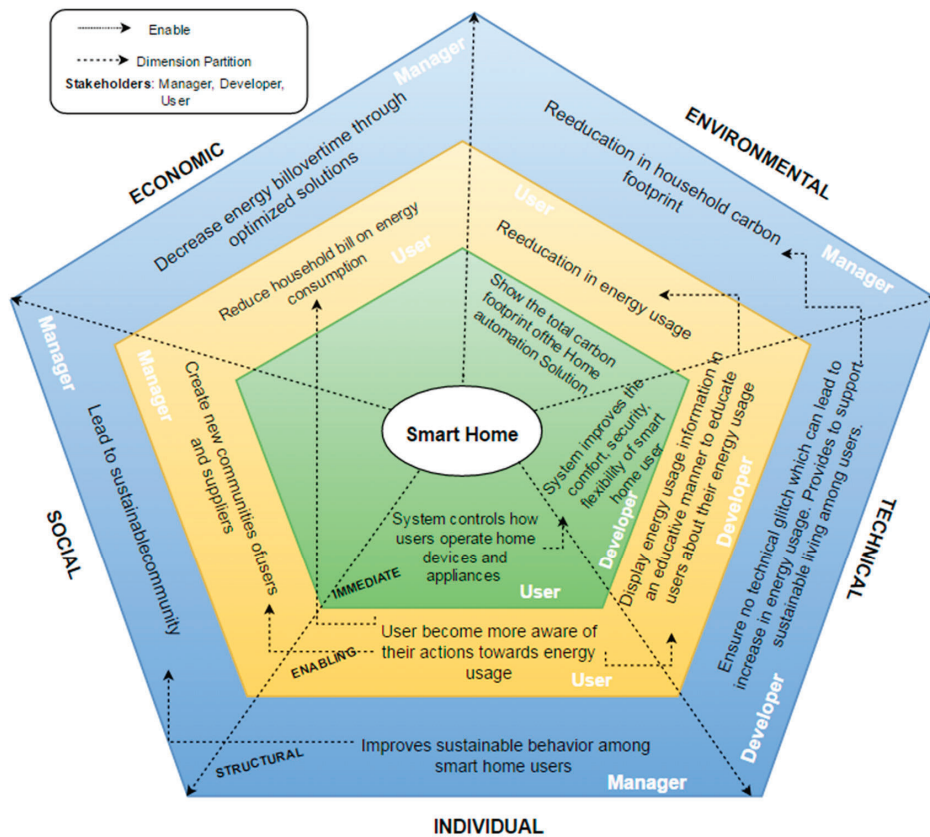 Enable
Dimension Partition
Stakeholders: Manager, Developer,
User
ECONOMIC
Manager
Decrease energy billovertime through
optimized solutions
Reduce household bill on energy
consumption
User
ENVIRONMENTAL
Reeducation in household carbon
footprint
Manager
User
Reeducation in energy usage
Show the total carbon
footprint ofthe Home
automation Solution
Smart Home
SOCIAL
Manager
Lead to sustainablecommunity
Manager
Create new communities ofusers
and suppliers
TECHNICAL
System improves the
comfort, security,
flexibility of smart
home user
Developer
Display energy usage information in
an educative manner to educate
users about their energy usage
Developer
Ensure no technical glitch which can lead to
increase in energy usage. Provides to support
sustainable living among users.
Developer
System controls how
users operate home
devices and
appliances
User
IMMEDIATE
User become more aware of
their actions towards energy
usage
User
ENABLING
Improves sustainable behavior among
smart home users
Manager
STRUCTURAL
INDIVIDUAL